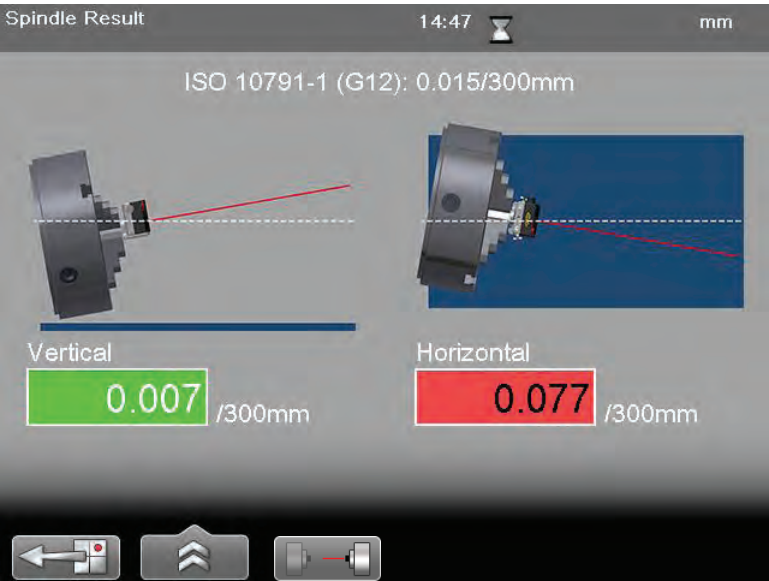 Spindle Result 14:47 mm
ISO 10791-1 (G12): 0.015/300mm
Vertical Horizontal
0.007 /300mm 0.077 /300mm